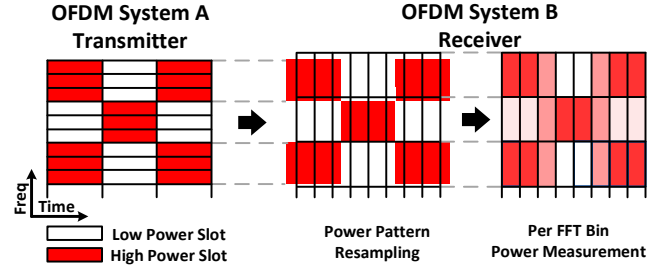 OFDM System A
Transmitter
OFDM System B
Receiver
Freq
Time
Low Power Slot
High Power Slot
Power Pattern
Resampling
Per FFT Bin
Power Measurement